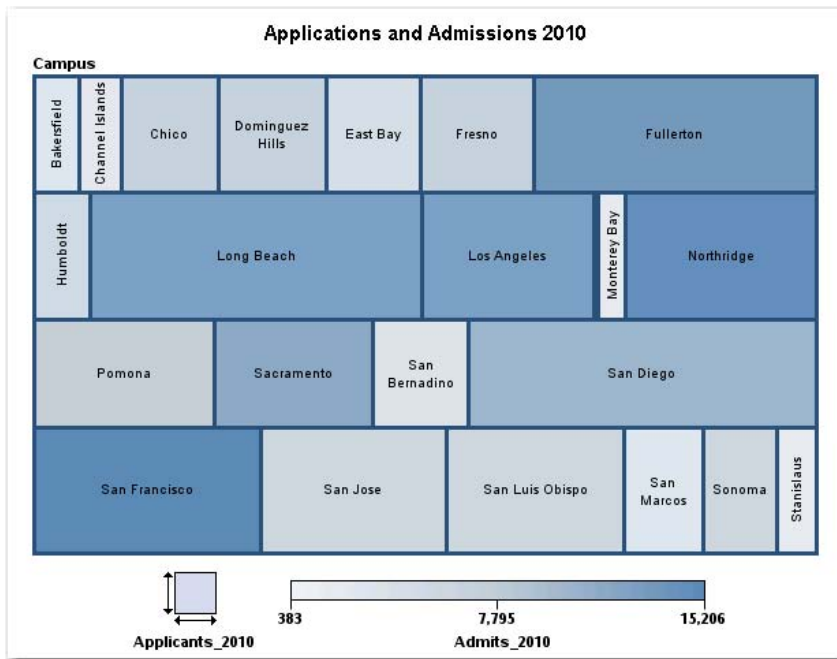 Applications and Admissions 2010
Campus
Bakersfield
Channel Islands
Chico
Dominguez
Hills
East Bay
Fresno
Fullerton
Humboldt
Long Beach
Los Angeles
Monterey Bay
Northridge
Pomona
Sacramento
San
Bernadino
San Diego
San Francisco
San Jose
San Luis Obispo
San
Marcos
Sonoma
Stanislaus
383
7,795
15,206
Applicants_2010
Admits_2010